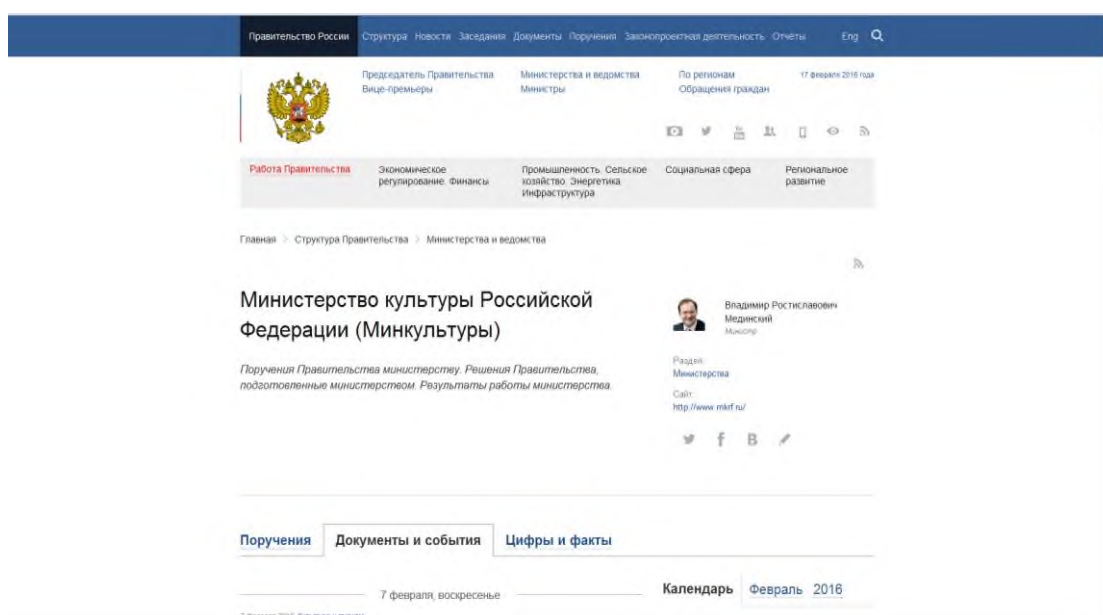 Правительство России Структура Новости Заседания Документы Поручения Законопроектная деятельность Отчёты Eng
Председатель Правительства Министерства и ведомства По регионам 17 февраля 2016 года
Вице-премьеры Министры Обращения граждан
Работа Правительства Экономическое Промышленность. Сельское Социальная сфера Региональное
регулирование. Финансы хозяйство. Энергетика. развитие
Инфраструктура
Главная > Структура Правительства > Министерства и ведомства
Министерство культуры Российской
Федерации (Минкультуры)
Владимир Ростиславович
Мединский
Министр
Поручения Правительства министерству. Решения Правительства,
подготовленные министерством. Результаты работы министерства.
Раздел:
Министерства
Сайт:
http://www.mkrf.ru/
Поручения Документы и события Цифры и факты
7 февраля, воскресенье
Календарь Февраль 2016